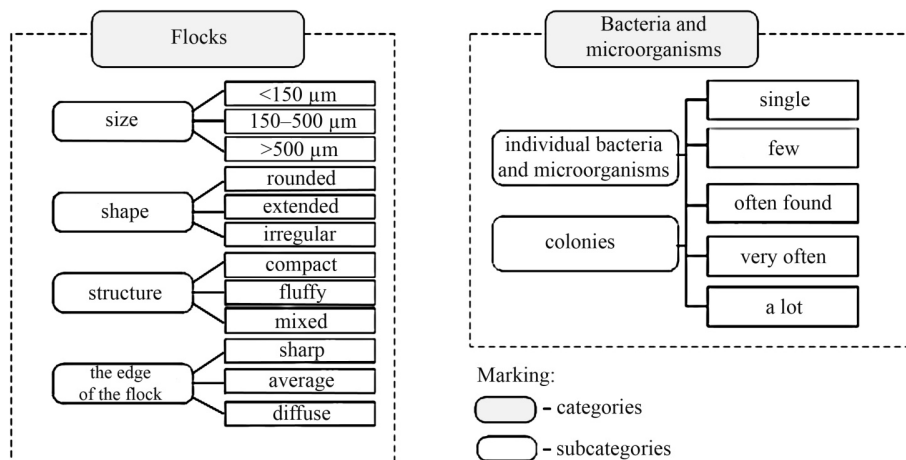 Flocks
size
<150 µm
150–500 µm
>500 µm
shape
rounded
extended
irregular
structure
compact
fluffy
mixed
the edge
of the flock
sharp
average
diffuse
Bacteria and
microorganisms
individual bacteria
and microorganisms
colonies
single
few
often found
very often
a lot
Marking:
- categories
- subcategories